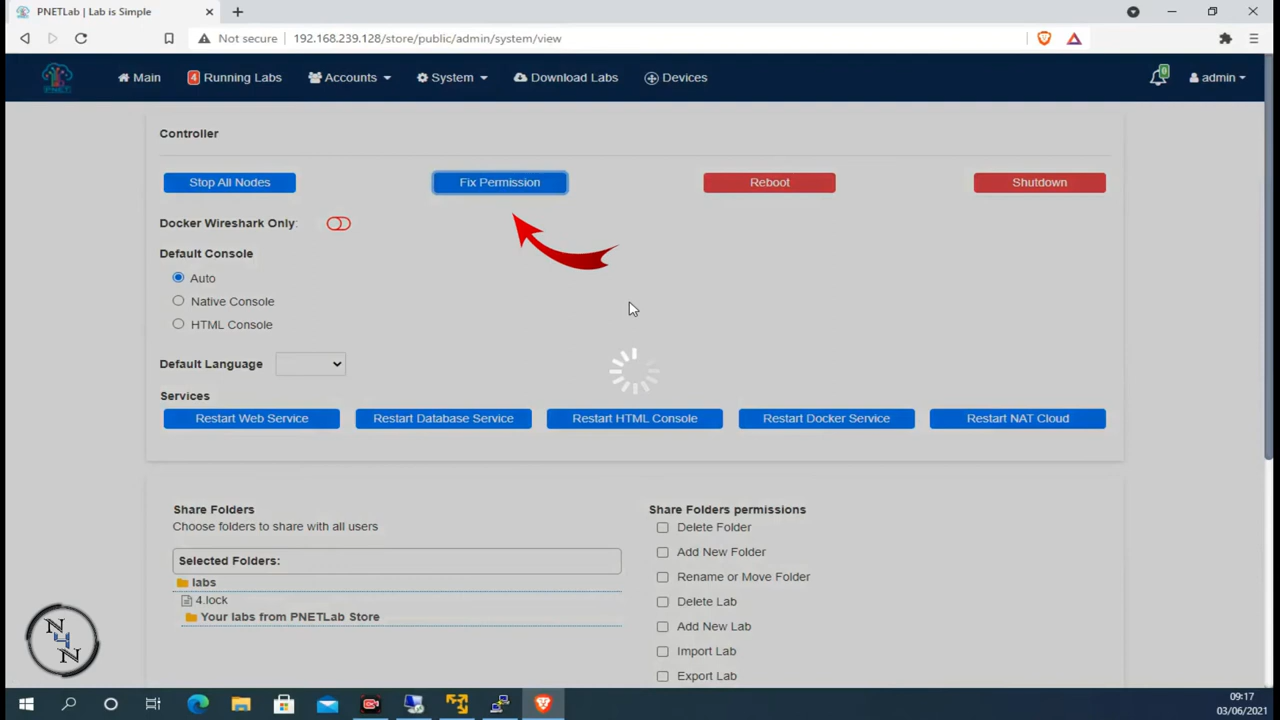 PNETLab | Lab is Simple
Not secure
192.168.239.128/store/public/admin/system/view
PNET
Main
4
Running Labs
Accounts
System
Download Labs
Devices
0
admin
Controller
Stop All Nodes
Fix Permission
Reboot
Shutdown
Docker Wireshark Only:
Default Console
Auto
Native Console
HTML Console
Default Language
Services
Restart Web Service
Restart Database Service
Restart HTML Console
Restart Docker Service
Restart NAT Cloud
Share Folders
Choose folders to share with all users
Selected Folders:
labs
4.lock
Your labs from PNETLab Store
Share Folders permissions
Delete Folder
Add New Folder
Rename or Move Folder
Delete Lab
Add New Lab
Import Lab
Export Lab
N4N
09:17
03/06/2021